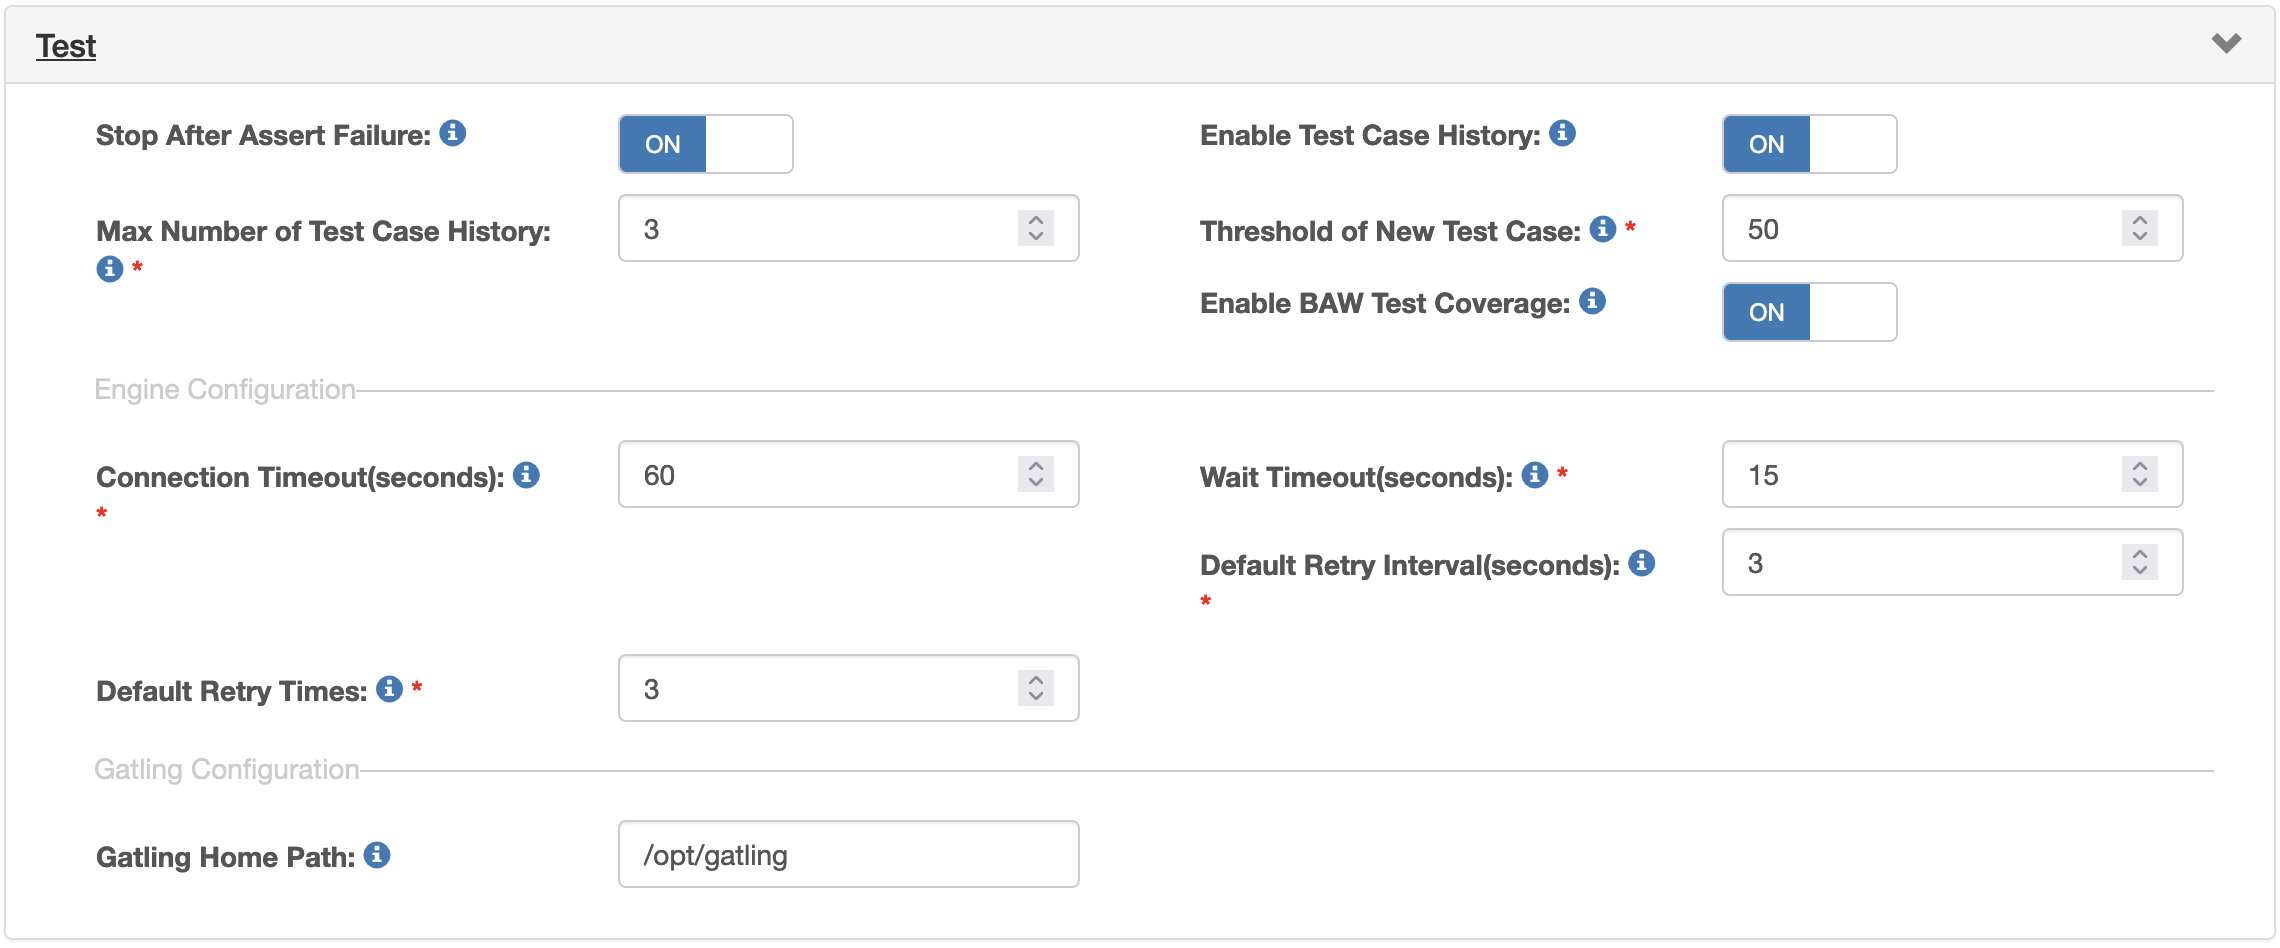 Test
Stop After Assert Failure:
ON
Enable Test Case History:
ON
Max Number of Test Case History:
*
3
Threshold of New Test Case: *
50
Enable BAW Test Coverage:
ON
Engine Configuration
Connection Timeout(seconds):
*
60
Wait Timeout(seconds): *
15
Default Retry Interval(seconds):
*
3
Default Retry Times: *
3
Gatling Configuration
Gatling Home Path:
/opt/gatling